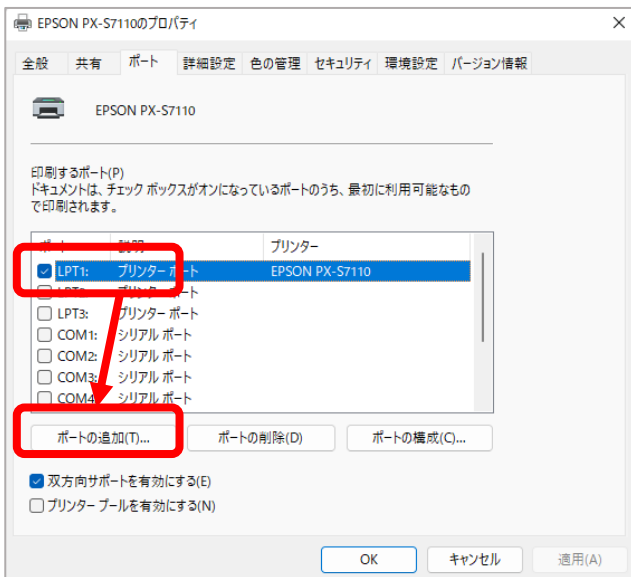 EPSON PX-S7110のプロパティ
全般 共有 ポート 詳細設定 色の管理 セキュリティ 環境設定 バージョン情報
EPSON PX-S7110
印刷するポート(P)
ドキュメントは、チェック ボックスがオンになっているポートのうち、最初に利用可能なもの
で印刷されます。
プリンター
LPT1: プリンター ポート EPSON PX-S7110
ポート
LPT3: プリンター ポート
COM1: シリアル ポート
COM2: シリアル ポート
COM3: シリアル ポート
COM4: シリアル ポート
ポートの追加(T)... ポートの削除(D) ポートの構成(C)...
双方向サポートを有効にする(E)
プリンター プールを有効にする(N)
OK キャンセル 適用(A)